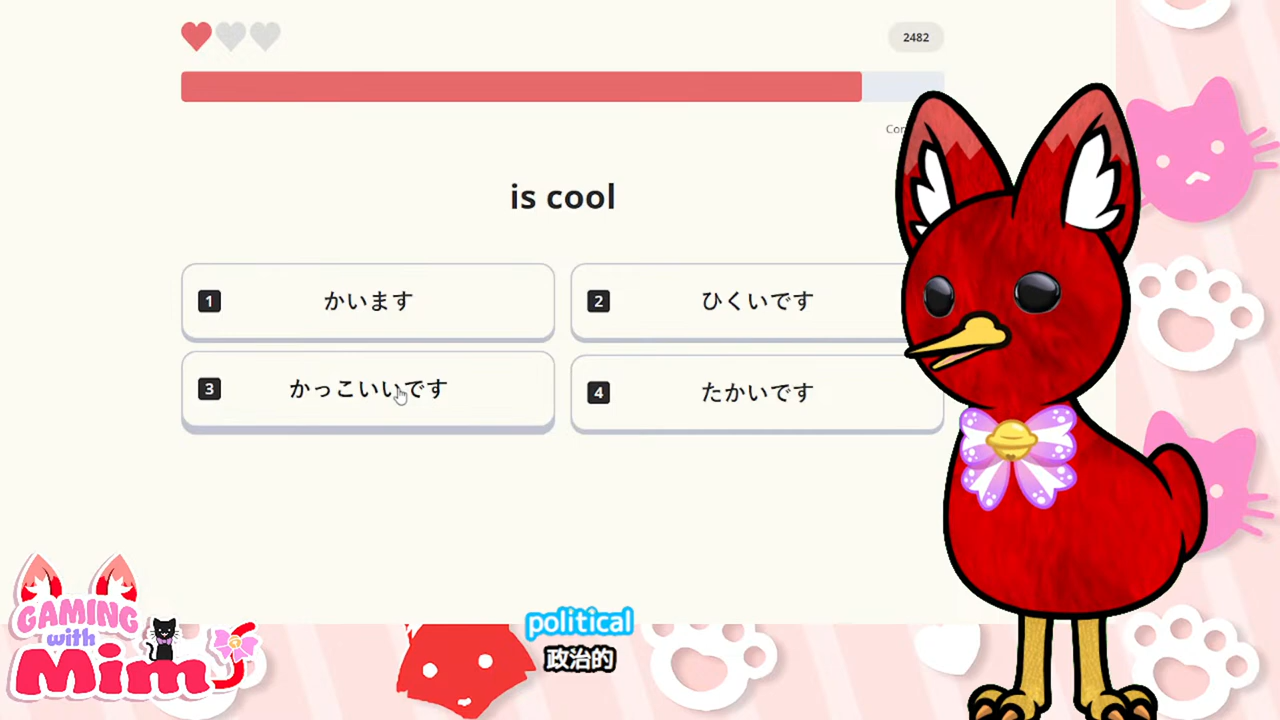 2482
is cool
1 かいます
2 ひくいです
3 かっこいいです
4 たかいです
political
政治的
GAMING
with
Mim